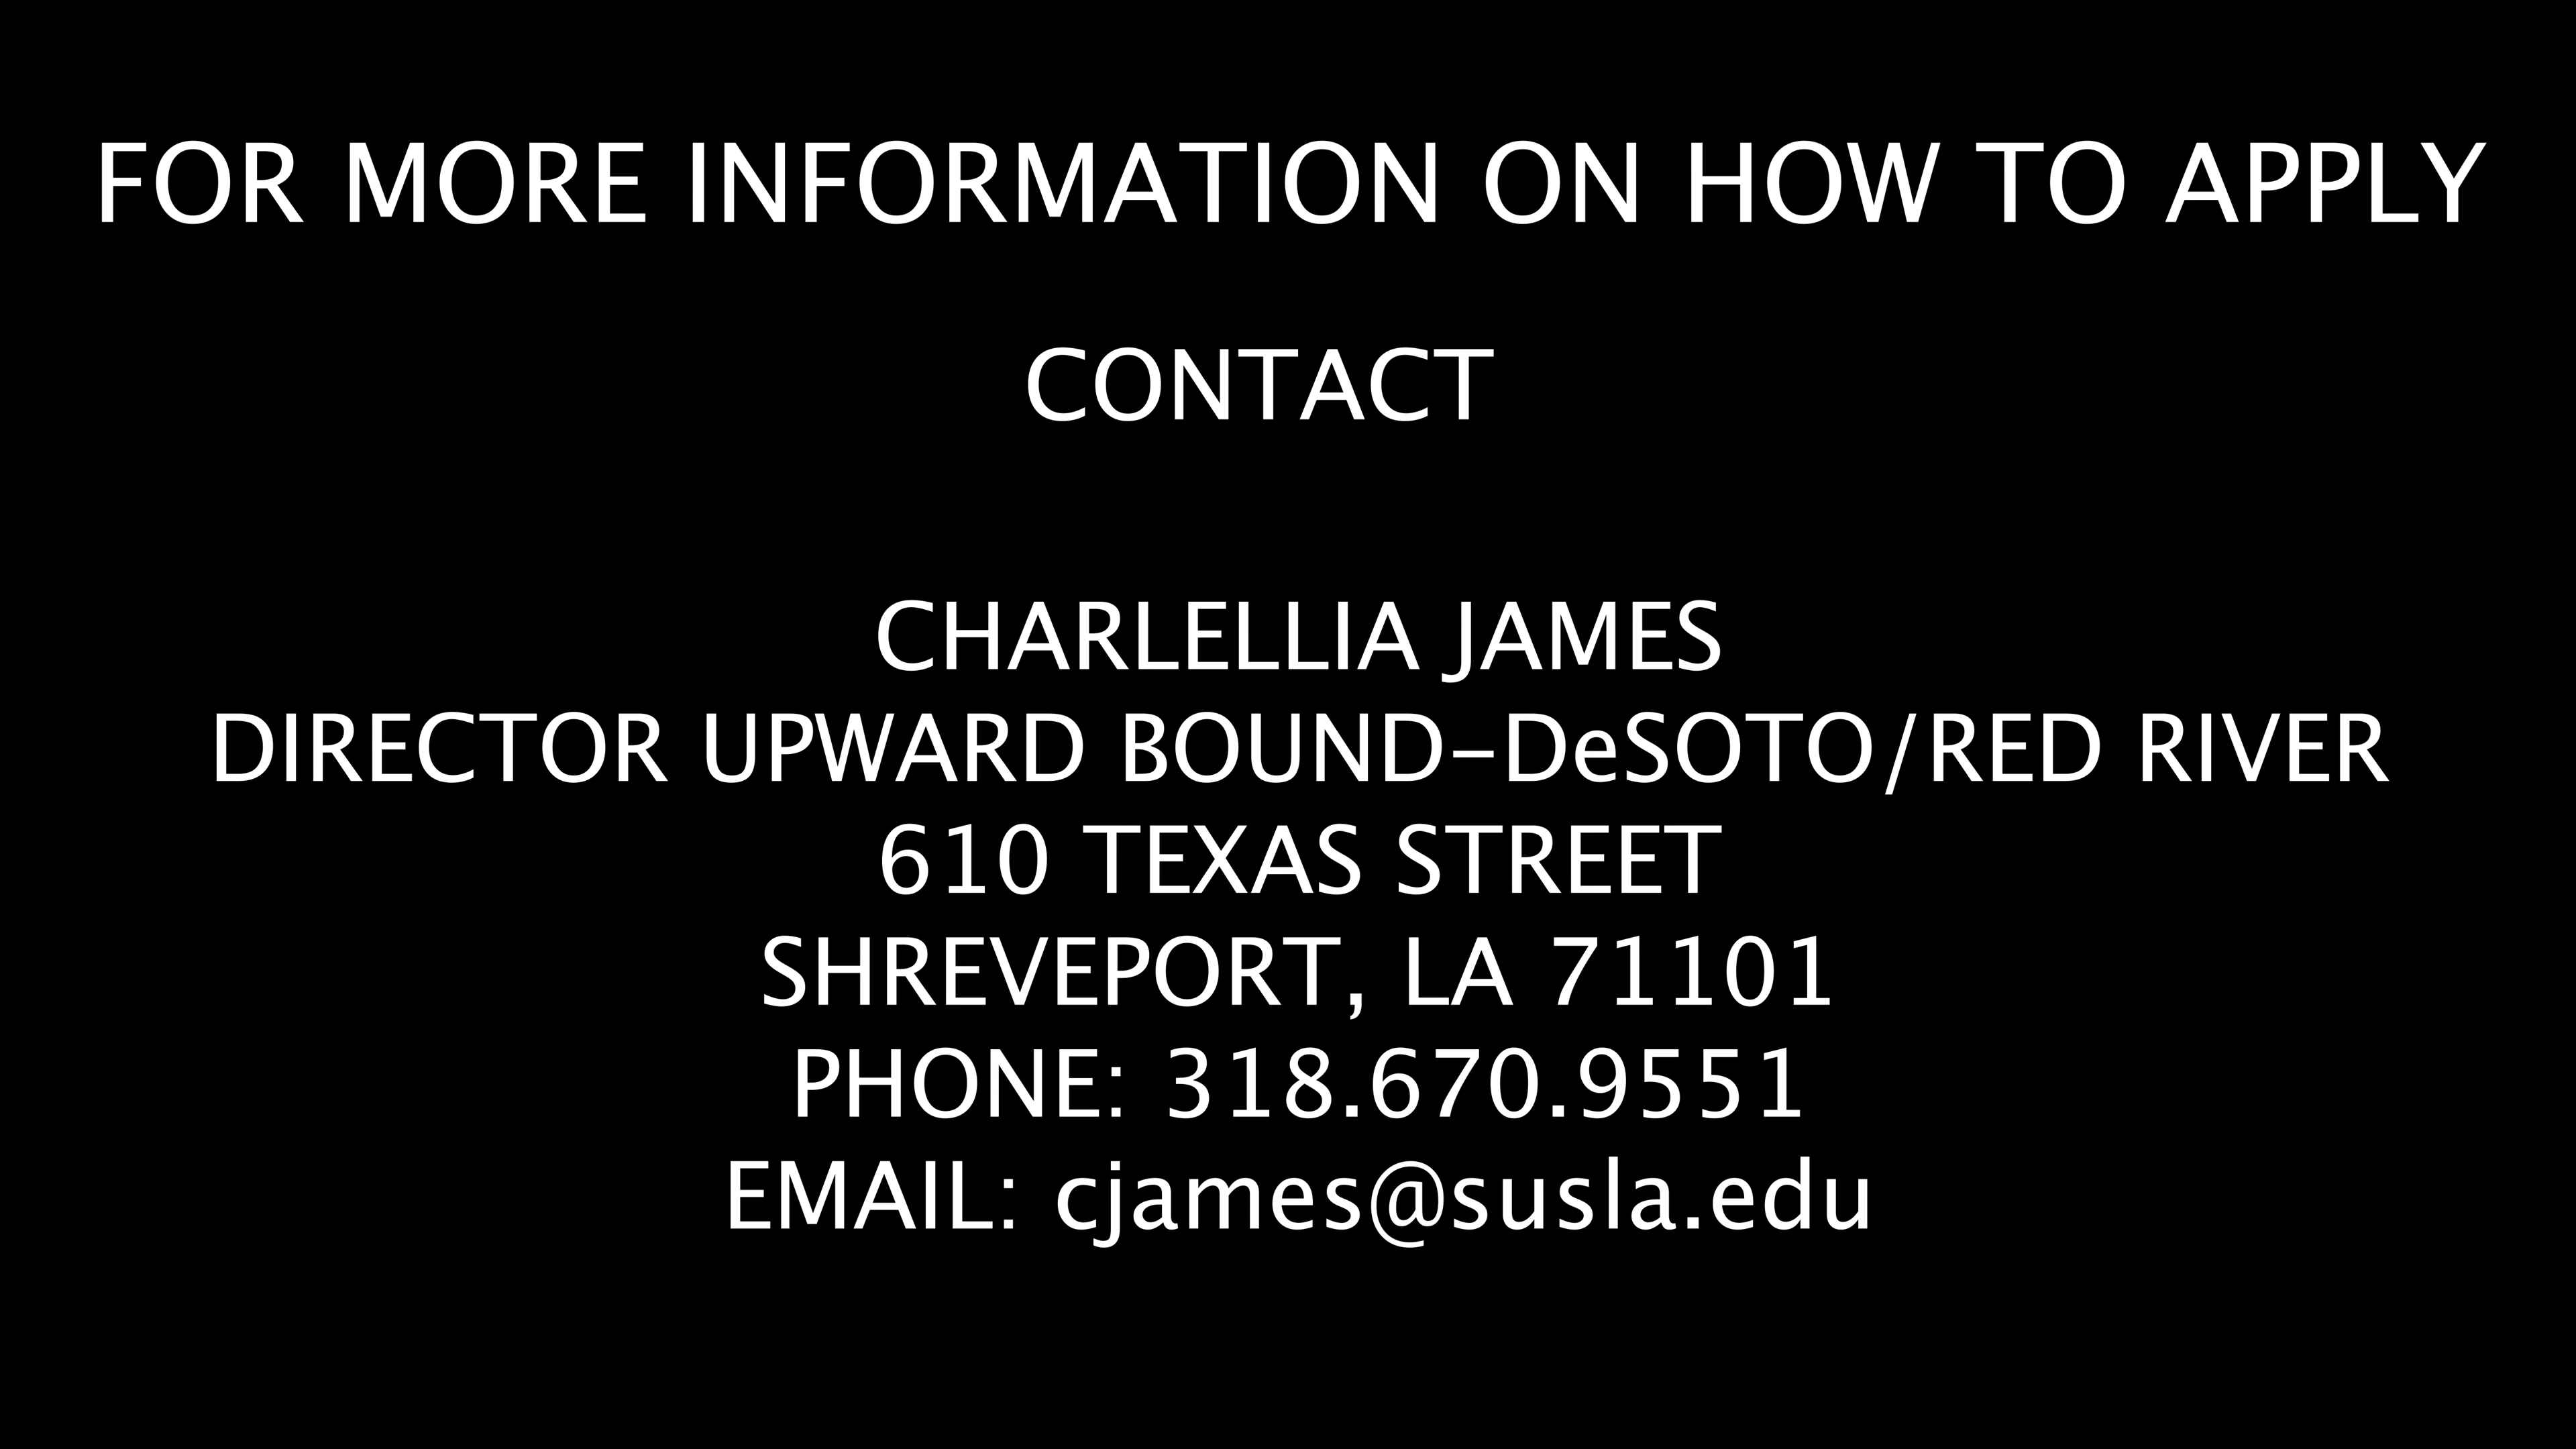 FOR MORE INFORMATION ON HOW TO APPLY
CONTACT
CHARLELLIA JAMES
DIRECTOR UPWARD BOUND-DeSOTO/RED RIVER
610 TEXAS STREET
SHREVEPORT, LA 71101
PHONE: 318.670.9551
EMAIL: cjames@susla.edu